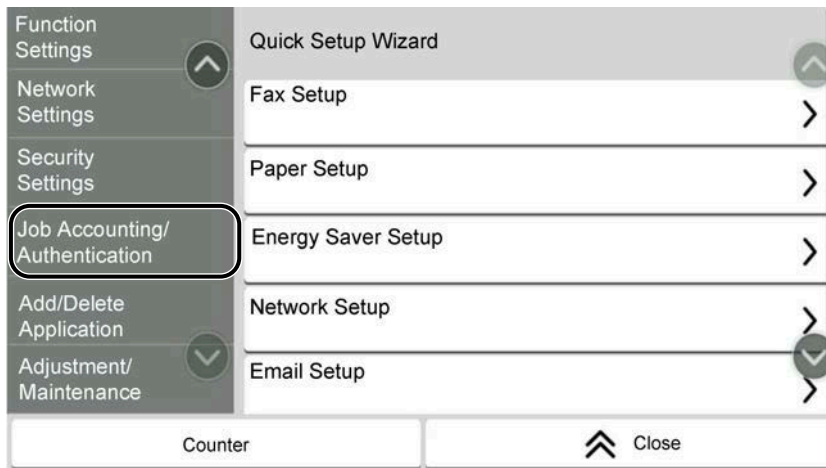 Function
Settings
Network
Settings
Security
Settings
Job Accounting/
Authentication
Add/Delete
Application
Adjustment/
Maintenance
Quick Setup Wizard
Fax Setup
Paper Setup
Energy Saver Setup
Network Setup
Email Setup
Counter
Close